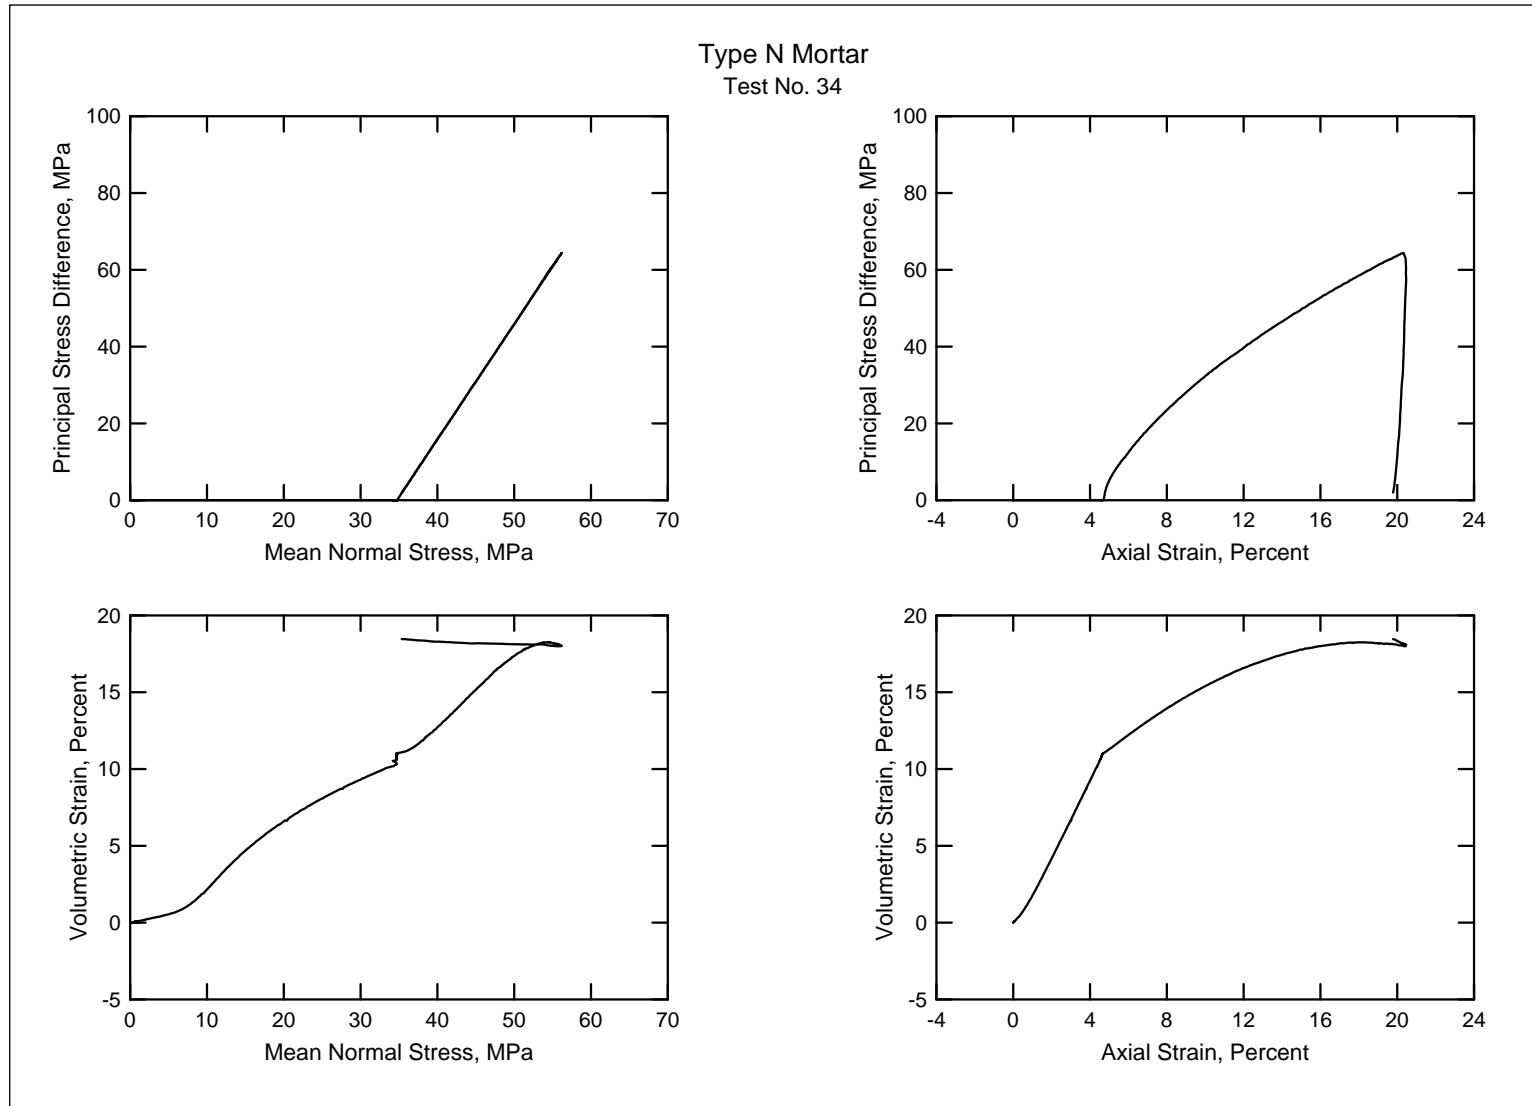 Type N Mortar
Test No. 34
Principal Stress Difference, MPa
100
80
60
40
20
0
0 10 20 30 40 50 60 70
Mean Normal Stress, MPa
Principal Stress Difference, MPa
100
80
60
40
20
0
-4 0 4 8 12 16 20 24
Axial Strain, Percent
Volumetric Strain, Percent
20
15
10
5
0
-5
0 10 20 30 40 50 60 70
Mean Normal Stress, MPa
Volumetric Strain, Percent
20
15
10
5
0
-5
-4 0 4 8 12 16 20 24
Axial Strain, Percent